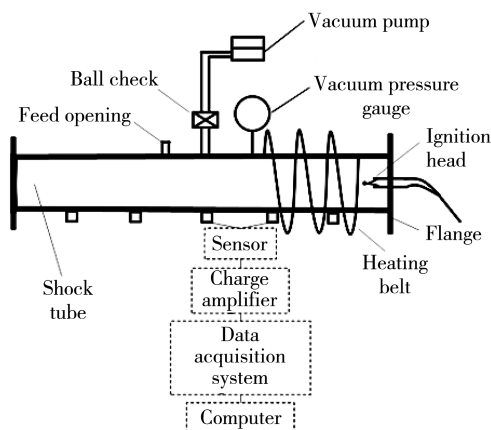 Vacuum pump
Ball check
Vacuum pressure
gauge
Feed opening
Ignition
head
Sensor
Flange
Heating
belt
Shock
tube
Charge
amplifier
Data
acquisition
system
Computer